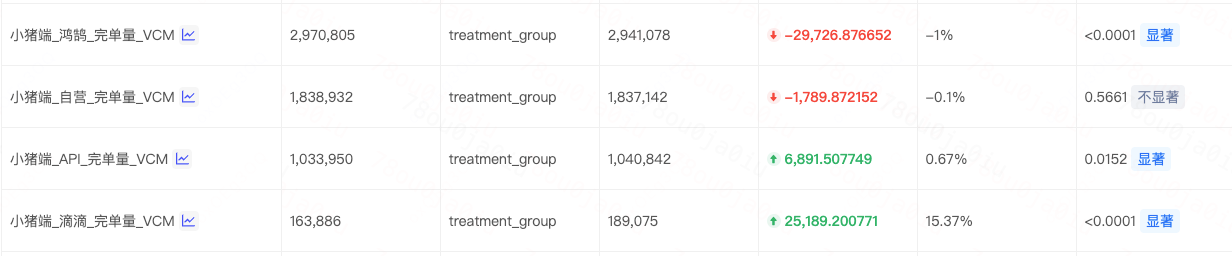 小猪端_鸿鹄_完单量_VCM 2,970,805 treatment_group 2,941,078 −29,726.876652 −1% <0.0001 显著
小猪端_自营_完单量_VCM 1,838,932 treatment_group 1,837,142 −1,789.872152 −0.1% 0.5661 不显著
小猪端_API_完单量_VCM 1,033,950 treatment_group 1,040,842 6,891.507749 0.67% 0.0152 显著
小猪端_滴滴_完单量_VCM 163,886 treatment_group 189,075 25,189.200771 15.37% <0.0001 显著